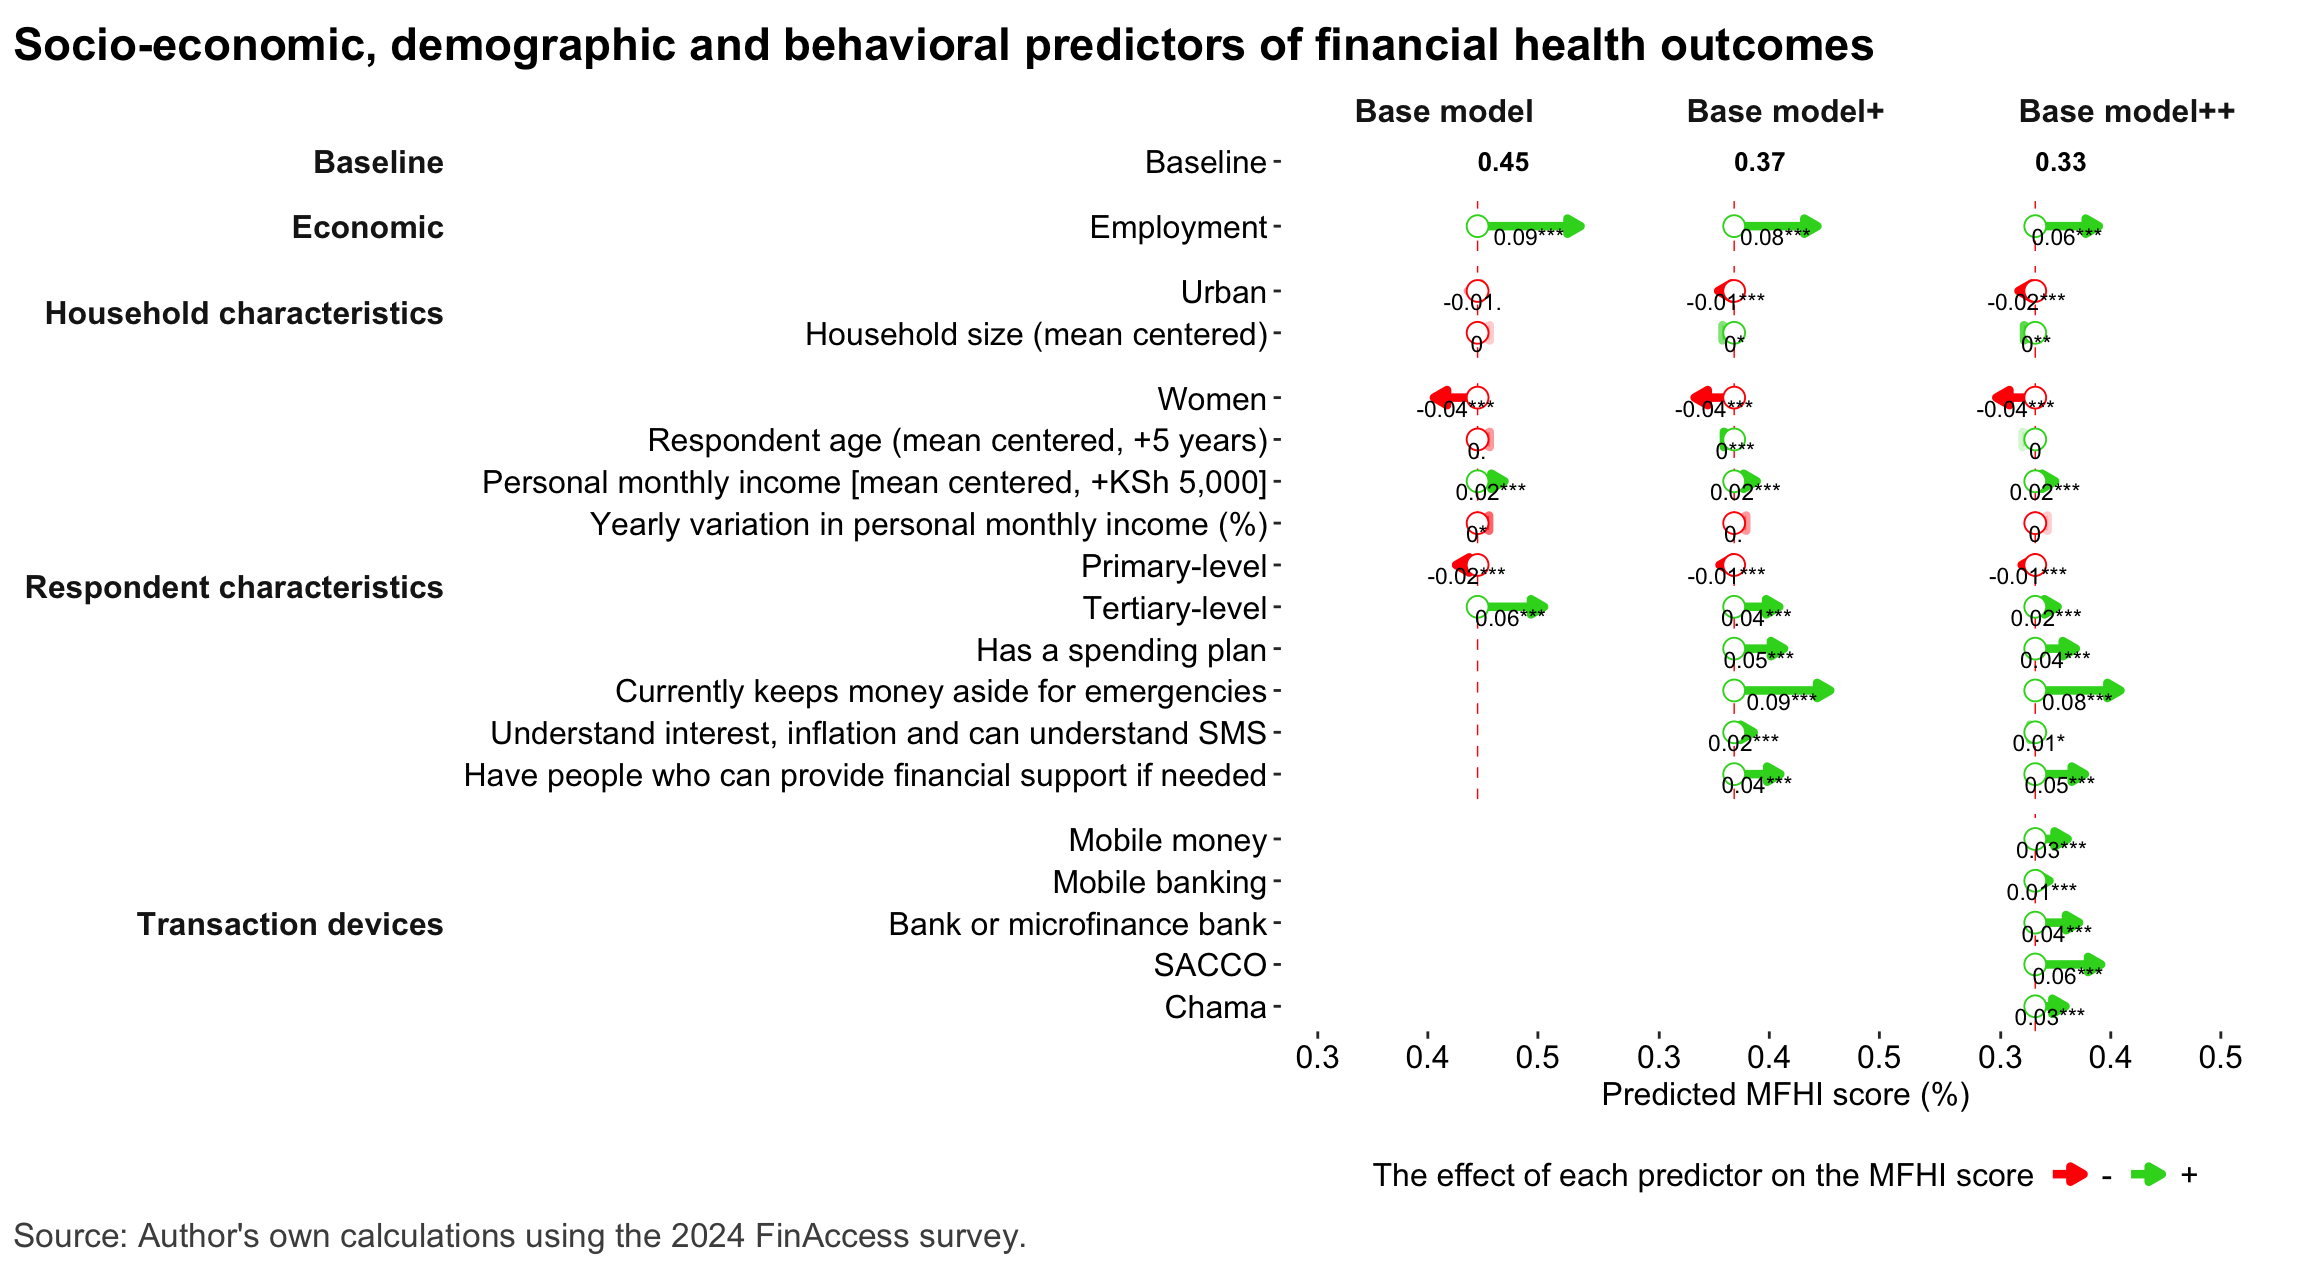 Socio-economic, demographic and behavioral predictors of financial health outcomes
Base model Base model+ Base model++
Baseline Baseline 0.45 0.37 0.33
Economic Employment 0.09*** 0.08*** 0.06***
Household characteristics
Urban -0.01. -0.01*** -0.02***
Household size (mean centered) 0 0* 0**
Women -0.04*** -0.04*** -0.04***
Respondent age (mean centered, +5 years) 0. 0*** 0
Personal monthly income [mean centered, +KSh 5,000] 0.02*** 0.02*** 0.02***
Yearly variation in personal monthly income (%) 0* 0. 0
Primary-level -0.02*** -0.01*** -0.01***
Respondent characteristics
Tertiary-level 0.06*** 0.04*** 0.02***
Has a spending plan 0.05*** 0.04***
Currently keeps money aside for emergencies 0.09*** 0.08***
Understand interest, inflation and can understand SMS 0.02*** 0.01*
Have people who can provide financial support if needed 0.04*** 0.05***
Mobile money 0.03***
Mobile banking 0.01***
Transaction devices Bank or microfinance bank 0.04***
SACCO 0.06***
Chama 0.03***
0.3 0.4 0.5 0.3 0.4 0.5 0.3 0.4 0.5
Predicted MFHI score (%)
The effect of each predictor on the MFHI score - +
Source: Author's own calculations using the 2024 FinAccess survey.